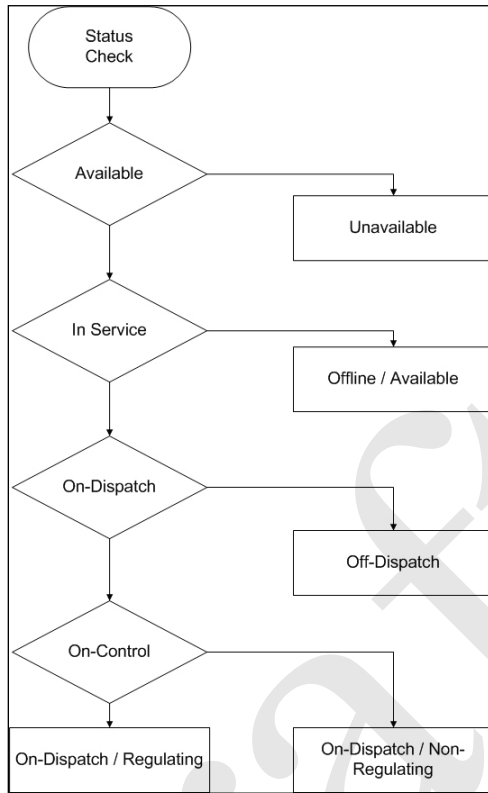 Status
Check
Available
Unavailable
In Service
Offline / Available
On-Dispatch
Off-Dispatch
On-Control
On-Dispatch / Regulating
On-Dispatch / Non-
Regulating